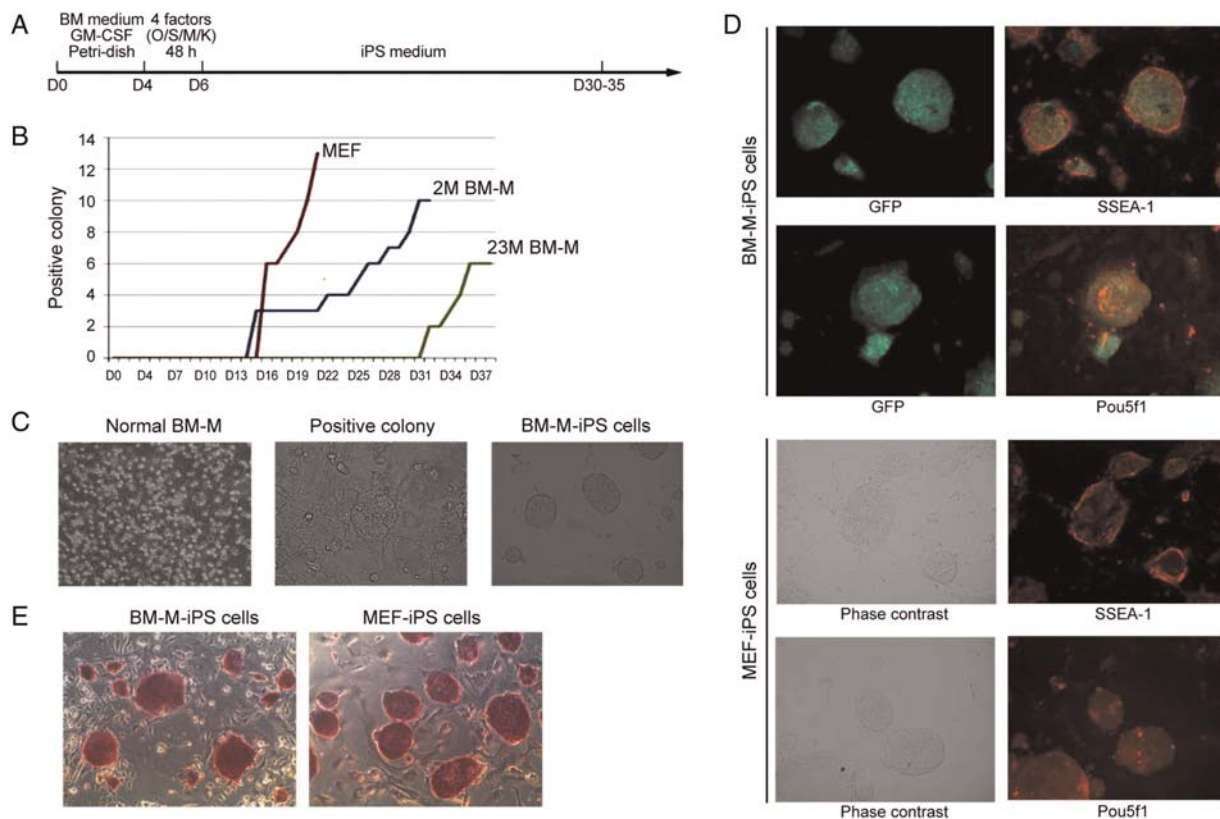 A
BM medium
GM-CSF
Petri-dish
4 factors
(O/S/M/K)
48 h
iPS medium
D0
D4
D6
D30-35
B
Positive colony
14
12
10
8
6
4
2
0
MEF
2M BM-M
23M BM-M
D0 D4 D7 D10 D13 D16 D19 D22 D25 D28 D31 D34 D37
C
Normal BM-M
Positive colony
BM-M-iPS cells
E
BM-M-iPS cells
MEF-iPS cells
D
BM-M-iPS cells
GFP
SSEA-1
GFP
Pou5f1
MEF-iPS cells
Phase contrast
SSEA-1
Phase contrast
Pou5f1